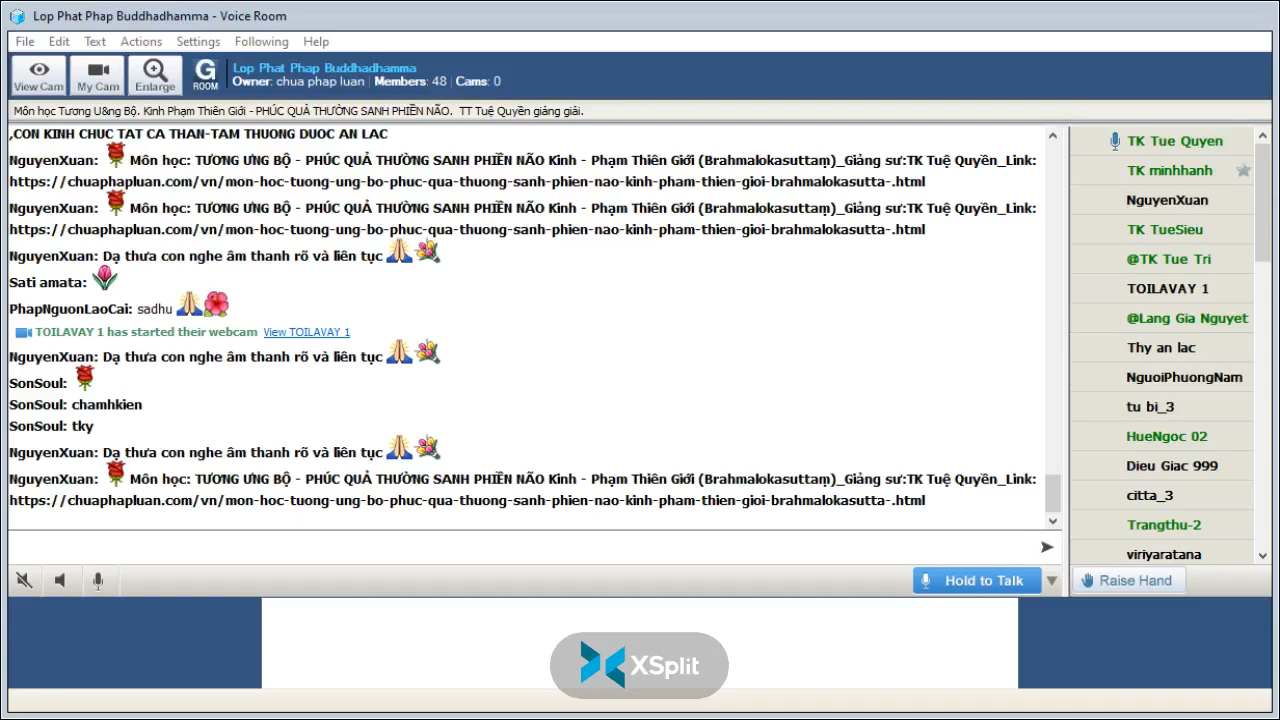 Lop Phat Phap Buddhadhamma - Voice Room
File Edit Text Actions Settings Following Help
View Cam My Cam Enlarge G ROOM
Lop Phat Phap Buddhadhamma
Owner: chua phap luan | Members: 48 | Cams: 0
Môn học Tương U&ng Bộ. Kinh Phạm Thiên Giới - PHÚC QUẢ THƯỜNG SANH PHIỀN NÃO. TT Tuệ Quyền giảng giải.
,CON KINH CHUC TAT CA THAN-TAM THUONG DUOC AN LAC
NguyenXuan: Môn học: TƯƠNG ƯNG BỘ - PHÚC QUẢ THƯỜNG SANH PHIỀN NÃO Kinh - Phạm Thiên Giới (Brahmalokasuttaṃ)_Giảng sư:TK Tuệ Quyền_Link:
https://chuaphapluan.com/vn/mon-hoc-tuong-ung-bo-phuc-qua-thuong-sanh-phien-nao-kinh-pham-thien-gioi-brahmalokasutta-.html
NguyenXuan: Môn học: TƯƠNG ƯNG BỘ - PHÚC QUẢ THƯỜNG SANH PHIỀN NÃO Kinh - Phạm Thiên Giới (Brahmalokasuttaṃ)_Giảng sư:TK Tuệ Quyền_Link:
https://chuaphapluan.com/vn/mon-hoc-tuong-ung-bo-phuc-qua-thuong-sanh-phien-nao-kinh-pham-thien-gioi-brahmalokasutta-.html
NguyenXuan: Dạ thưa con nghe âm thanh rõ và liên tục
Sati amata:
PhapNguonLaoCai: sadhu
TOILAVAY 1 has started their webcam View TOILAVAY 1
NguyenXuan: Dạ thưa con nghe âm thanh rõ và liên tục
SonSoul:
SonSoul: chamhkien
SonSoul: tky
NguyenXuan: Dạ thưa con nghe âm thanh rõ và liên tục
NguyenXuan: Môn học: TƯƠNG ƯNG BỘ - PHÚC QUẢ THƯỜNG SANH PHIỀN NÃO Kinh - Phạm Thiên Giới (Brahmalokasuttaṃ)_Giảng sư:TK Tuệ Quyền_Link:
https://chuaphapluan.com/vn/mon-hoc-tuong-ung-bo-phuc-qua-thuong-sanh-phien-nao-kinh-pham-thien-gioi-brahmalokasutta-.html
TK Tue Quyen
TK minhhanh
NguyenXuan
TK TueSieu
@TK Tue Tri
TOILAVAY 1
@Lang Gia Nguyet
Thy an lac
NguoiPhuongNam
tu bi_3
HueNgoc 02
Dieu Giac 999
citta_3
Trangthu-2
viriyaratana
Hold to Talk
Raise Hand
XSplit